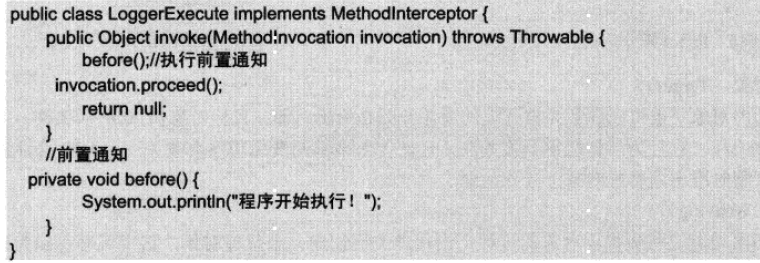 public class LoggerExecute implements MethodInterceptor {
public Object invoke(MethodInvocation invocation) throws Throwable {
before();//执行前置通知
invocation.proceed();
return null;
}
//前置通知
private void before() {
System.out.println("程序开始执行！");
}
}